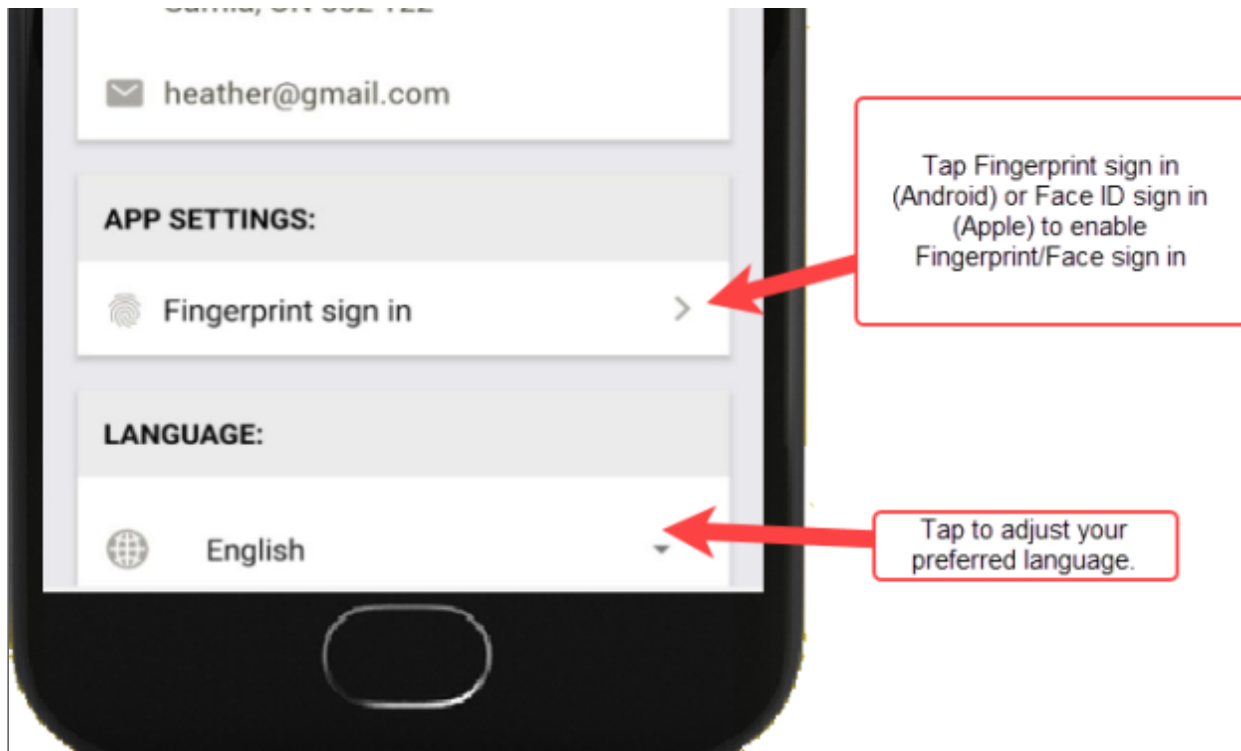 heather@gmail.com
APP SETTINGS:
Fingerprint sign in
LANGUAGE:
English
Tap Fingerprint sign in
(Android) or Face ID sign in
(Apple) to enable
Fingerprint/Face sign in
Tap to adjust your
preferred language.